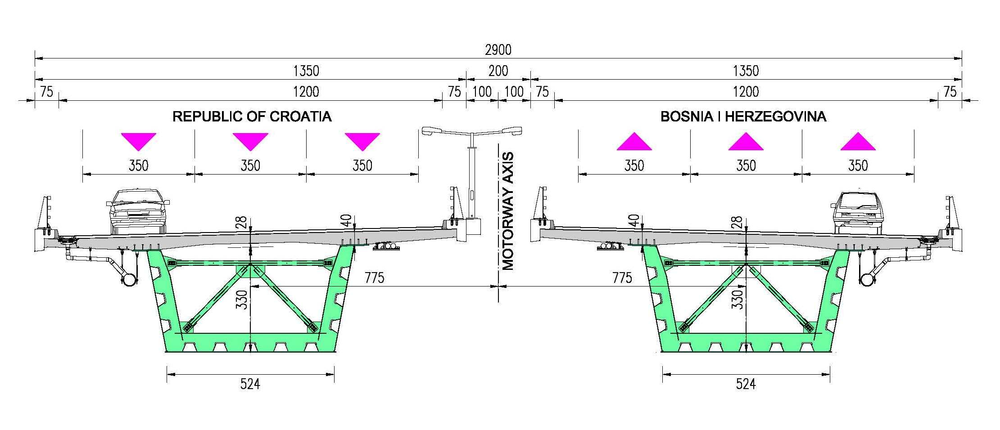 2900
1350 200 1350
75 1200 75 100 100 75 1200 75
REPUBLIC OF CROATIA BOSNIA I HERZEGOVINA
350 350 350 350 350 350
MOTORWAY AXIS
28 40 40 28
775 775
330 330
524 524